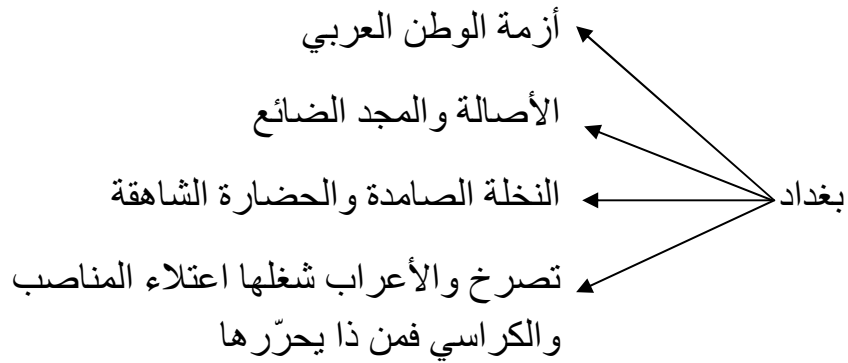 أزمة الوطن العربي
الأصالة والمجد الضائع
بغداد
النخلة الصامدة والحضارة الشاهقة
تصرخ والأعراب شغلها اعتلاء المناصب
والكراسي فمن ذا يحرّرها